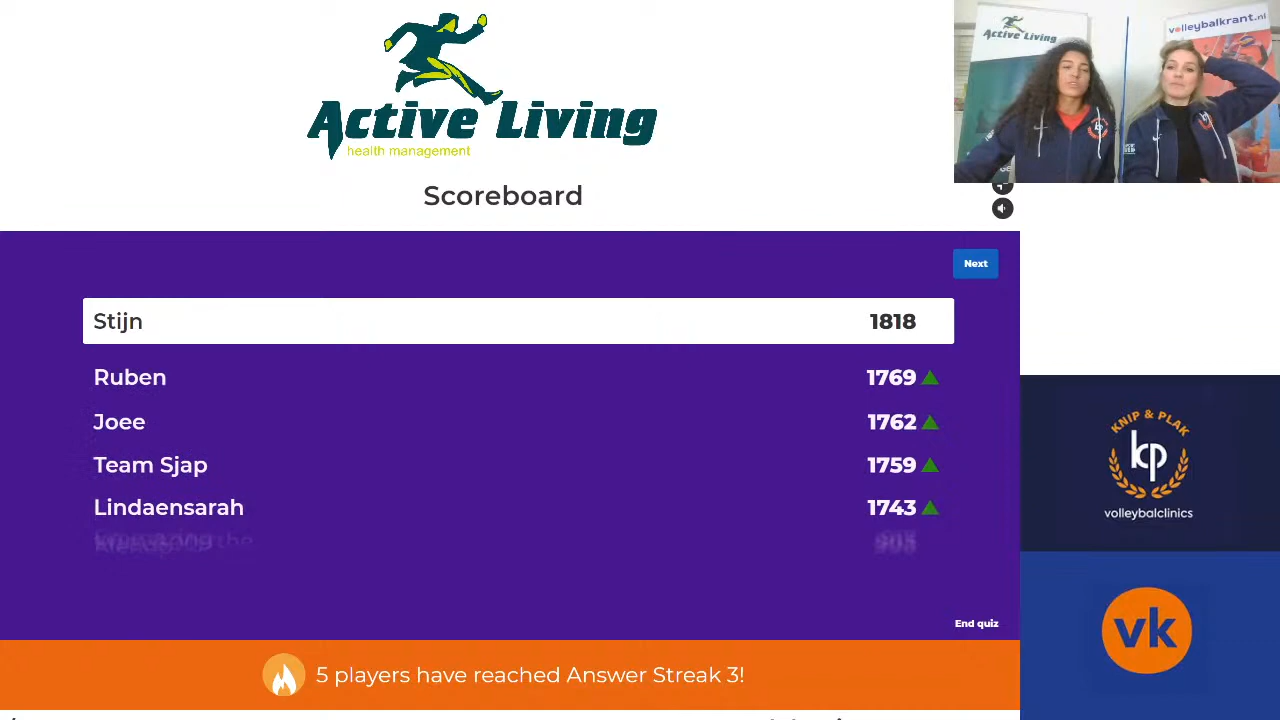 Active Living
health management
Active Living
volleybalkrant.nl
Scoreboard
Next
Stijn 1818
Ruben 1769
Joee 1762
Team Sjap 1759
Lindaensarah 1743
KNIP & PLAK
kp
volleybalclinics
End quiz
vk
5 players have reached Answer Streak 3!